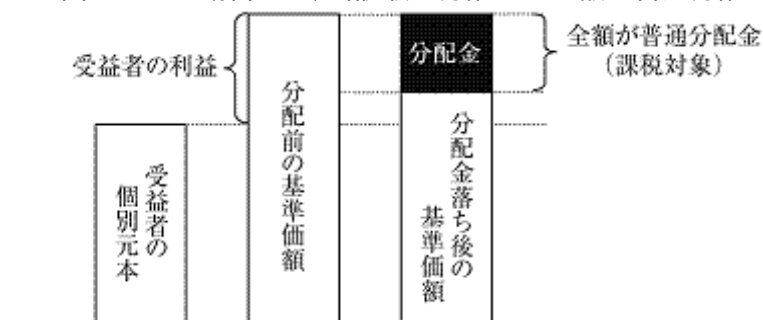 受益者の利益
分配金
全額が普通分配金
（課税対象）
分配前の基準価額
受益者の
個別元本
分配金落ち後の
基準価額